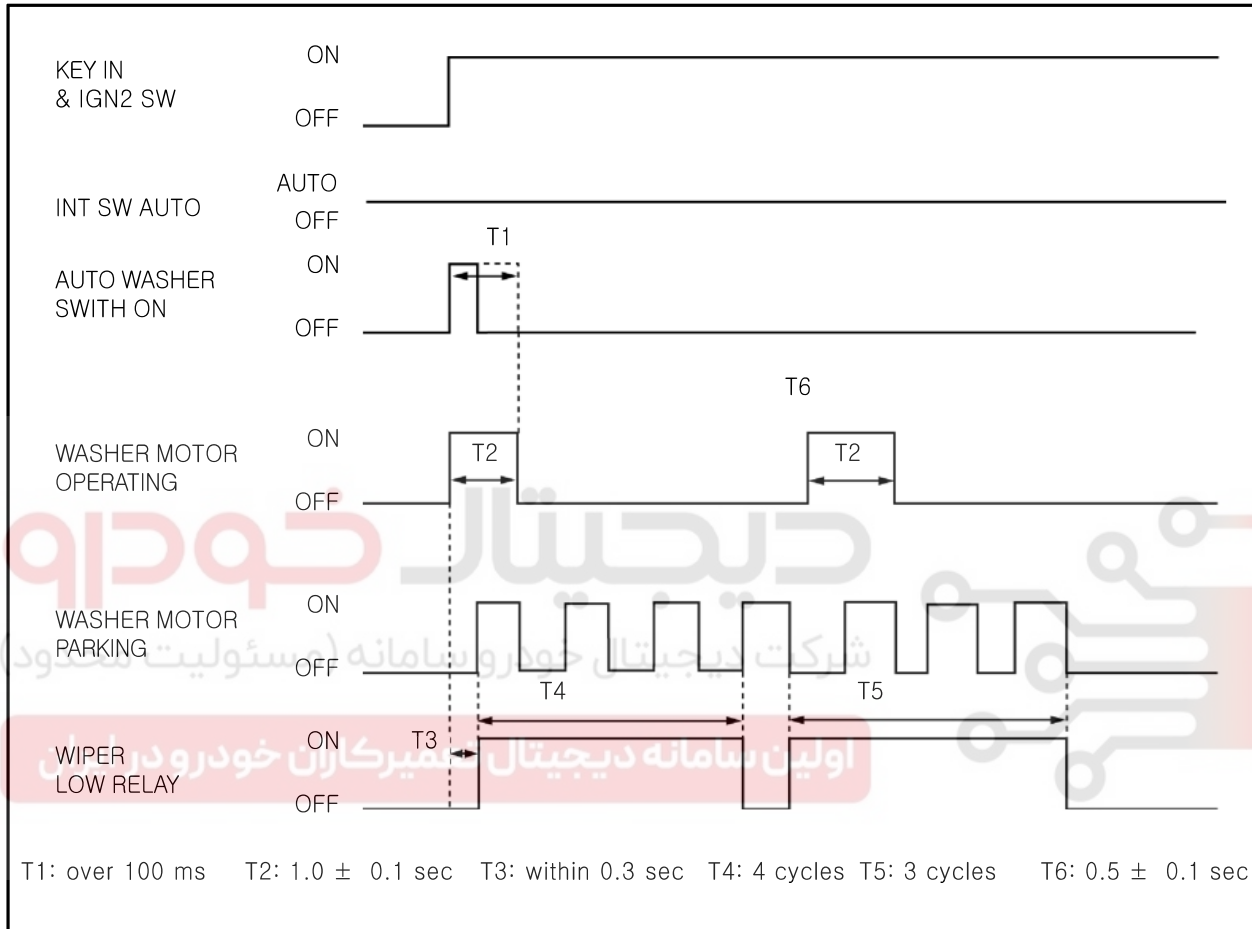 KEY IN
& IGN2 SW
ON
OFF
INT SW AUTO
AUTO
OFF
T1
AUTO WASHER
SWITH ON
ON
OFF
T6
WASHER MOTOR
OPERATING
ON
OFF
T2
T2
دیجیتال خودرو
WASHER MOTOR
PARKING
ON
OFF
شرکت دیجیتال خودرو سامانه (مسئولیت محدود)
T4
T5
WIPER
LOW RELAY
ON
OFF
T3
اولین سامانه دیجیتال تعمیرکاران خودرو در ایران
T1: over 100 ms T2: 1.0 ± 0.1 sec T3: within 0.3 sec T4: 4 cycles T5: 3 cycles T6: 0.5 ± 0.1 sec